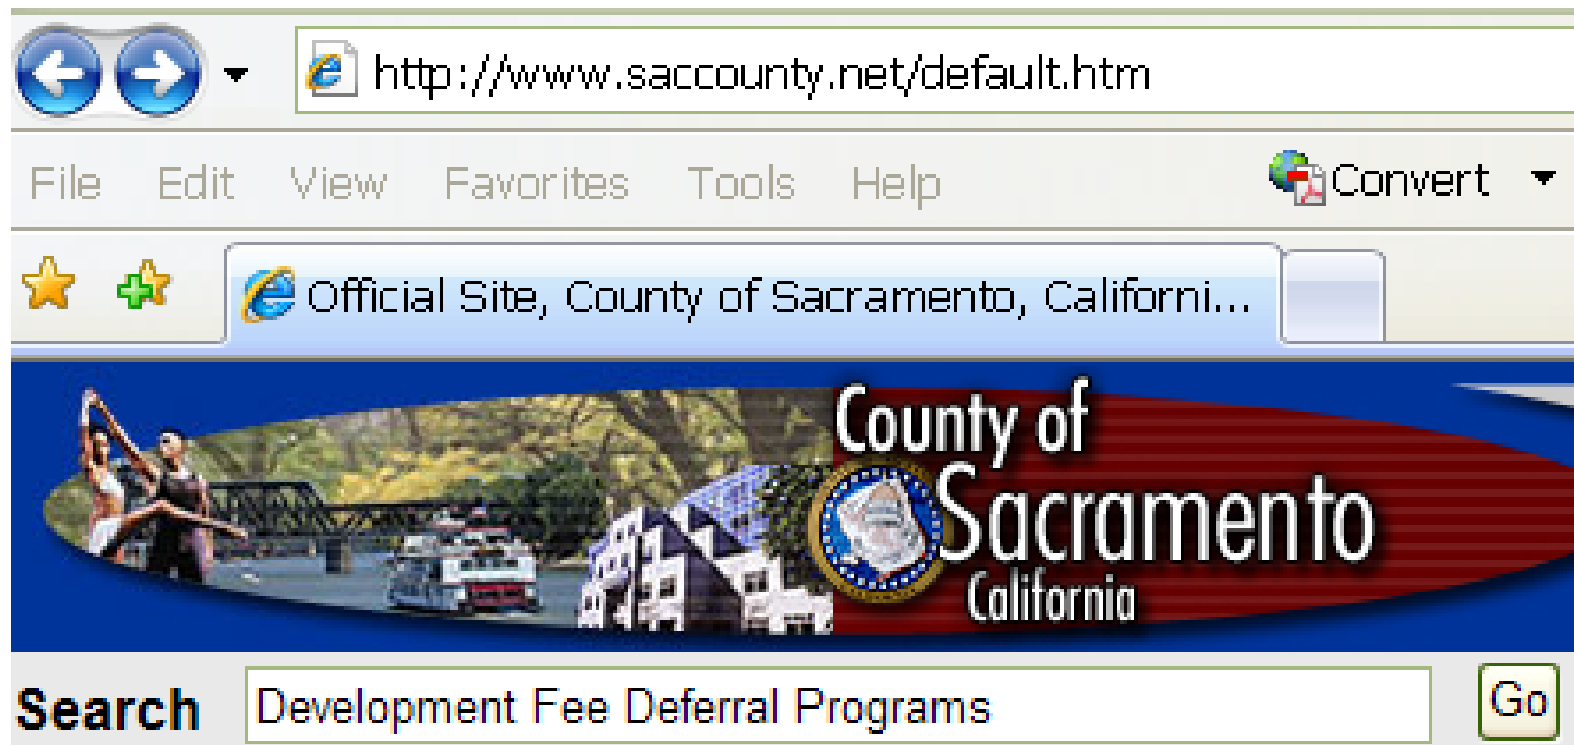 http://www.saccounty.net/default.htm
File Edit View Favorites Tools Help Convert
Official Site, County of Sacramento, Californi...
County of
Sacramento
California
Search Development Fee Deferral Programs Go